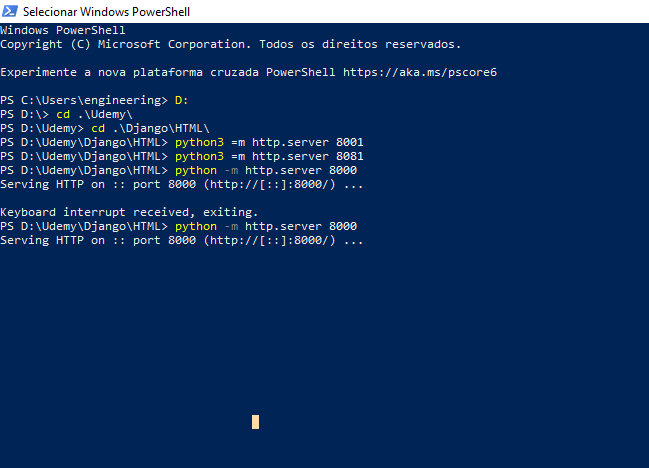 Selecionar Windows PowerShell
Windows PowerShell
Copyright (C) Microsoft Corporation. Todos os direitos reservados.
Experimente a nova plataforma cruzada PowerShell https://aka.ms/pscore6
PS C:\Users\engineering> D:
PS D:\> cd .\Udemy\
PS D:\Udemy> cd .\Django\HTML\
PS D:\Udemy\Django\HTML> python3 =m http.server 8001
PS D:\Udemy\Django\HTML> python3 =m http.server 8081
PS D:\Udemy\Django\HTML> python -m http.server 8000
Serving HTTP on :: port 8000 (http://[::]:8000/) ...
Keyboard interrupt received, exiting.
PS D:\Udemy\Django\HTML> python -m http.server 8000
Serving HTTP on :: port 8000 (http://[::]:8000/) ...